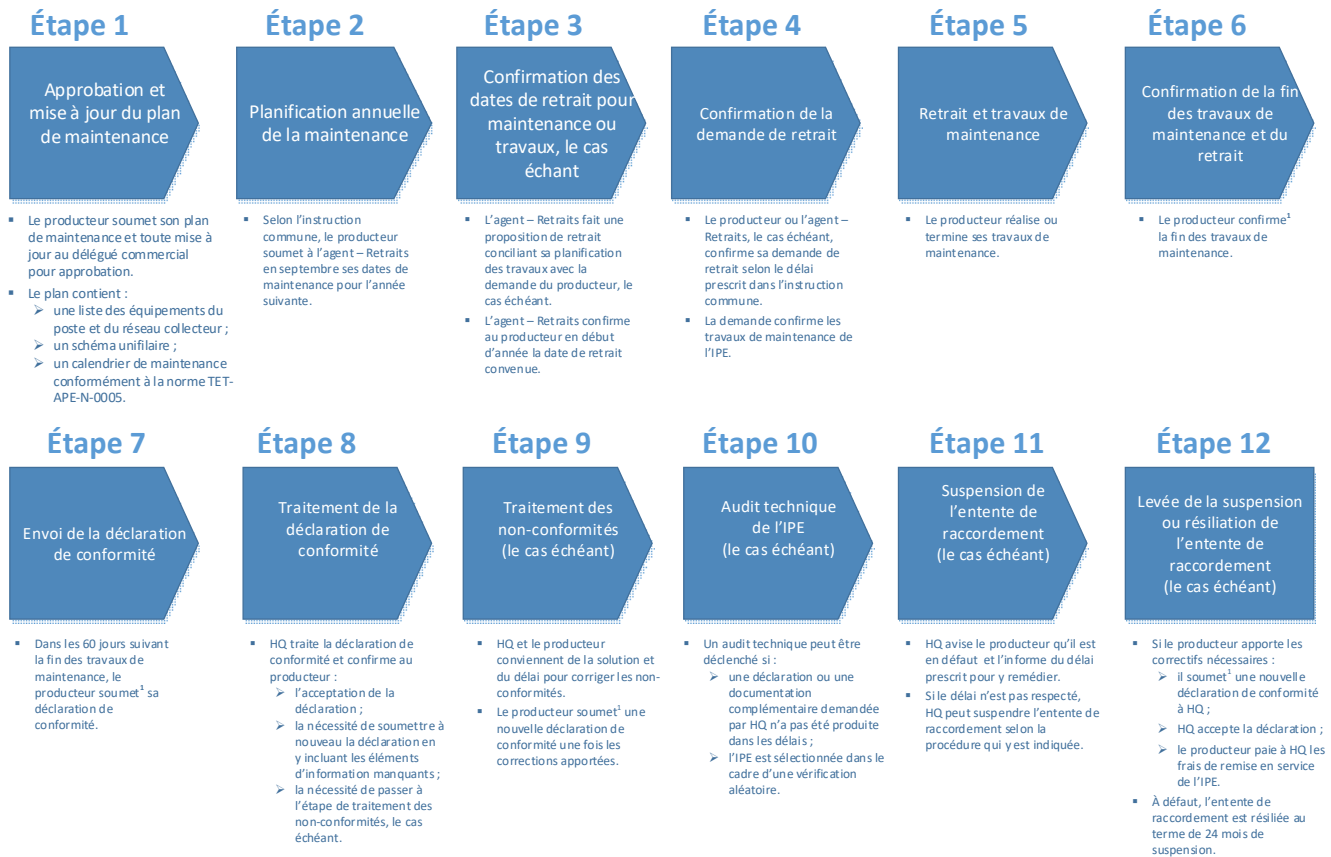 Étape 1
Approbation et
mise à jour du plan
de maintenance
▪ Le producteur soumet son plan
de maintenance et toute mise à
jour au délégué commercial
pour approbation.
▪ Le plan contient :
➢ une liste des équipements du
poste et du réseau collecteur ;
➢ un schéma unifilaire ;
➢ un calendrier de maintenance
conformément à la norme TET-
APE-N-0005.
Étape 2
Planification annuelle
de la maintenance
▪ Selon l’instruction
commune, le producteur
soumet à l’agent – Retraits
en septembre ses dates de
maintenance pour l’année
suivante.
Étape 3
Confirmation des
dates de retrait pour
maintenance ou
travaux, le cas
échant
▪ L’agent – Retraits fait une
proposition de retrait
conciliant sa planification
des travaux avec la
demande du producteur, le
cas échéant.
▪ L’agent – Retraits confirme
au producteur en début
d’année la date de retrait
convenue.
Étape 4
Confirmation de la
demande de retrait
▪ Le producteur ou l’agent –
Retraits, le cas échéant,
confirme sa demande de
retrait selon le délai
prescrit dans l’instruction
commune.
▪ La demande confirme les
travaux de maintenance de
l’IPE.
Étape 5
Retrait et travaux de
maintenance
▪ Le producteur réalise ou
termine ses travaux de
maintenance.
Étape 6
Confirmation de la fin
des travaux de
maintenance et du
retrait
▪ Le producteur confirme¹
la fin des travaux de
maintenance.
Étape 7
Envoi de la déclaration
de conformité
▪ Dans les 60 jours suivant
la fin des travaux de
maintenance, le
producteur soumet¹ sa
déclaration de
conformité.
Étape 8
Traitement de la
déclaration de
conformité
▪ HQ traite la déclaration de
conformité et confirme au
producteur :
➢ l’acceptation de la
déclaration ;
➢ la nécessité de soumettre à
nouveau la déclaration en
y incluant les éléments
d’information manquants ;
➢ la nécessité de passer à
l’étape de traitement des
non-conformités, le cas
échéant.
Étape 9
Traitement des
non-conformités
(le cas échéant)
▪ HQ et le producteur
conviennent de la solution et
du délai pour corriger les non-
conformités.
▪ Le producteur soumet¹ une
nouvelle déclaration de
conformité une fois les
corrections apportées.
Étape 10
Audit technique
de l’IPE
(le cas échéant)
▪ Un audit technique peut être
déclenché si :
➢ une déclaration ou une
documentation
complémentaire demandée
par HQ n’a pas été produite
dans les délais ;
➢ l’IPE est sélectionnée dans le
cadre d’une vérification
aléatoire.
Étape 11
Suspension de
l’entente de
raccordement
(le cas échéant)
▪ HQ avise le producteur qu’il est
en défaut et l’informe du délai
prescrit pour y remédier.
▪ Si le délai n’est pas respecté,
HQ peut suspendre l’entente de
raccordement selon la
procédure qui y est indiquée.
Étape 12
Levée de la suspension
ou résiliation de
l’entente de
raccordement
(le cas échéant)
▪ Si le producteur apporte les
correctifs nécessaires :
➢ il soumet¹ une nouvelle
déclaration de conformité
à HQ ;
➢ HQ accepte la déclaration ;
➢ le producteur paie à HQ les
frais de remise en service
de l’IPE.
▪ À défaut, l’entente de
raccordement est résiliée au
terme de 24 mois de
suspension.